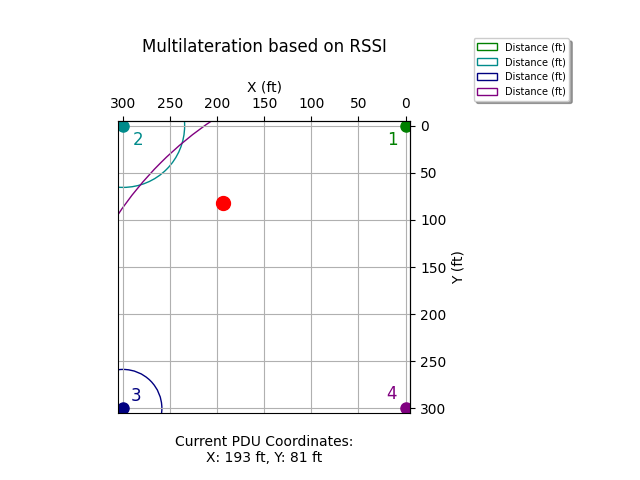 Multilateration based on RSSI
Distance (ft)
Distance (ft)
Distance (ft)
Distance (ft)
X (ft)
300 250 200 150 100 50 0
2
1
0
50
100
150
200
250
300
Y (ft)
3
4
Current PDU Coordinates:
X: 193 ft, Y: 81 ft